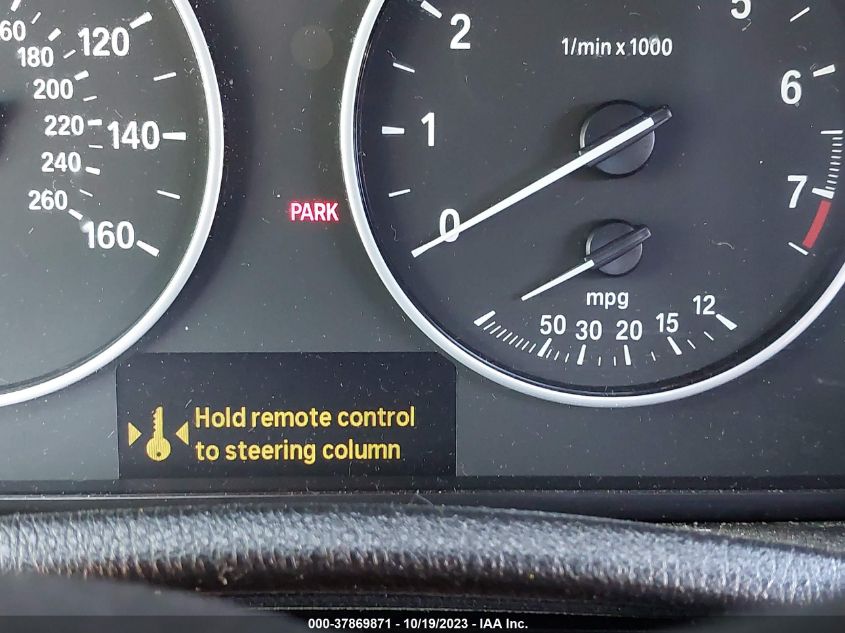 60
180
200
220
240
260
120
140
160
PARK
5
2
1/min x 1000
6
1
7
0
mpg
50 30 20 15 12
Hold remote control
to steering column
000-37869871 - 10/19/2023 - IAA Inc.